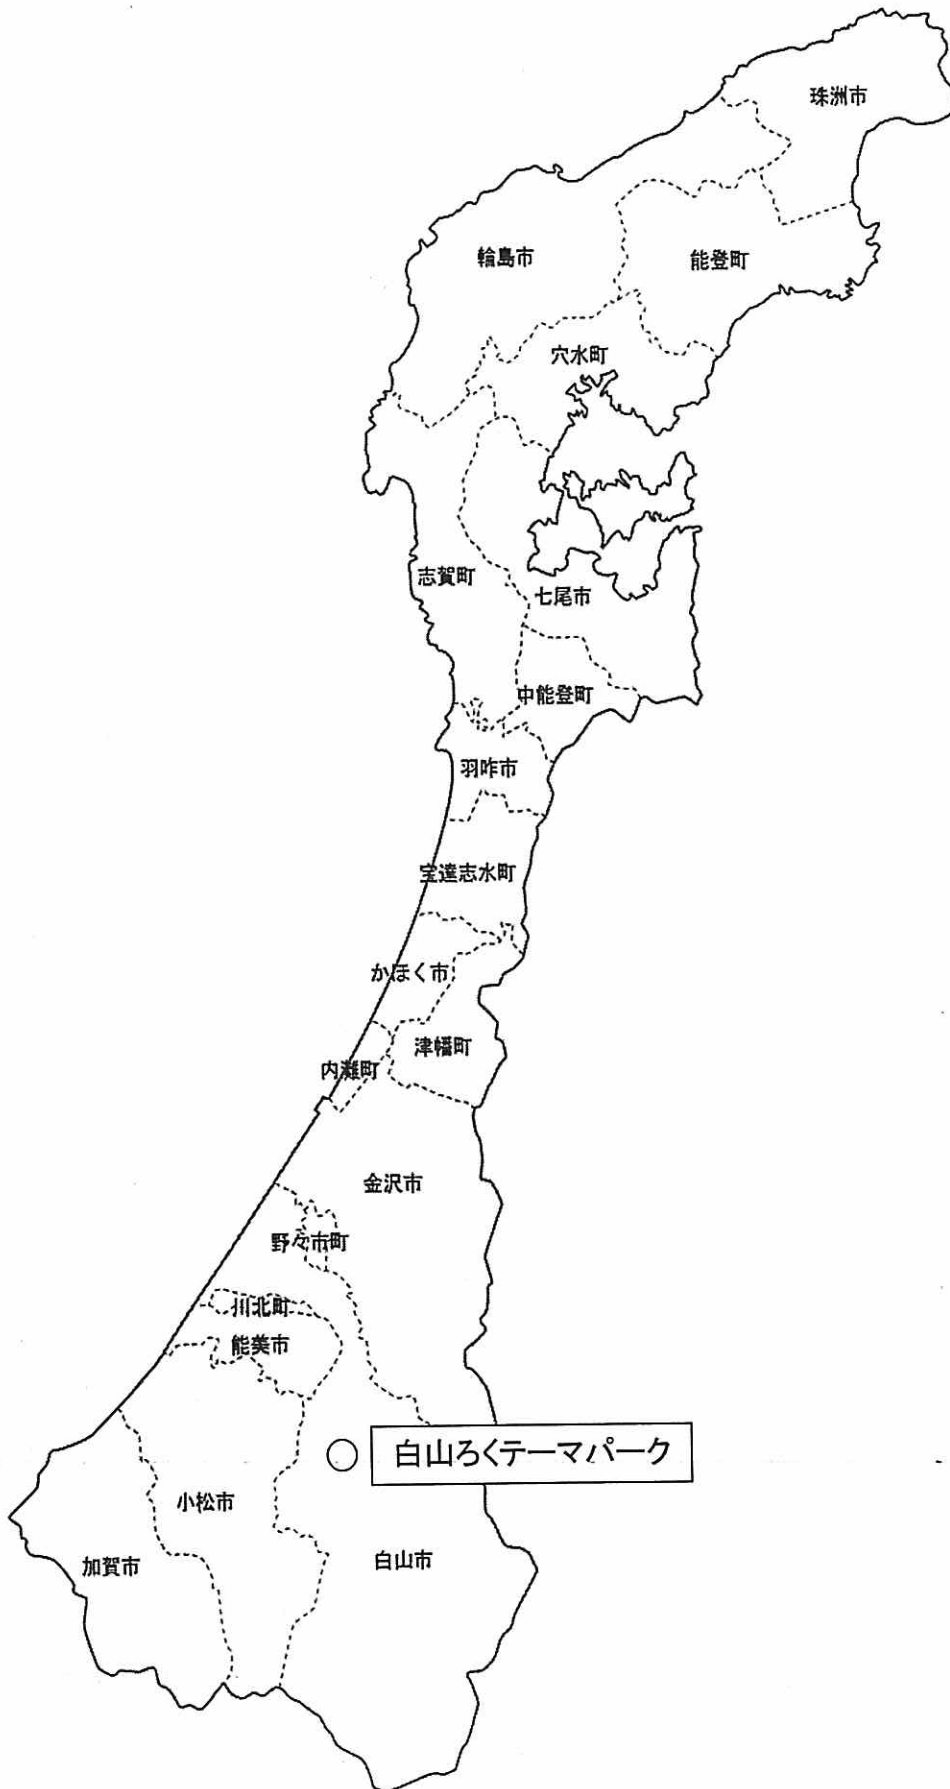 珠洲市
輪島市
能登町
穴水町
志賀町
七尾市
中能登町
羽咋市
宝達志水町
かほく市
津幡町
内灘町
金沢市
野々市町
川北町
能美市
白山ろくテーマパーク
小松市
白山市
加賀市